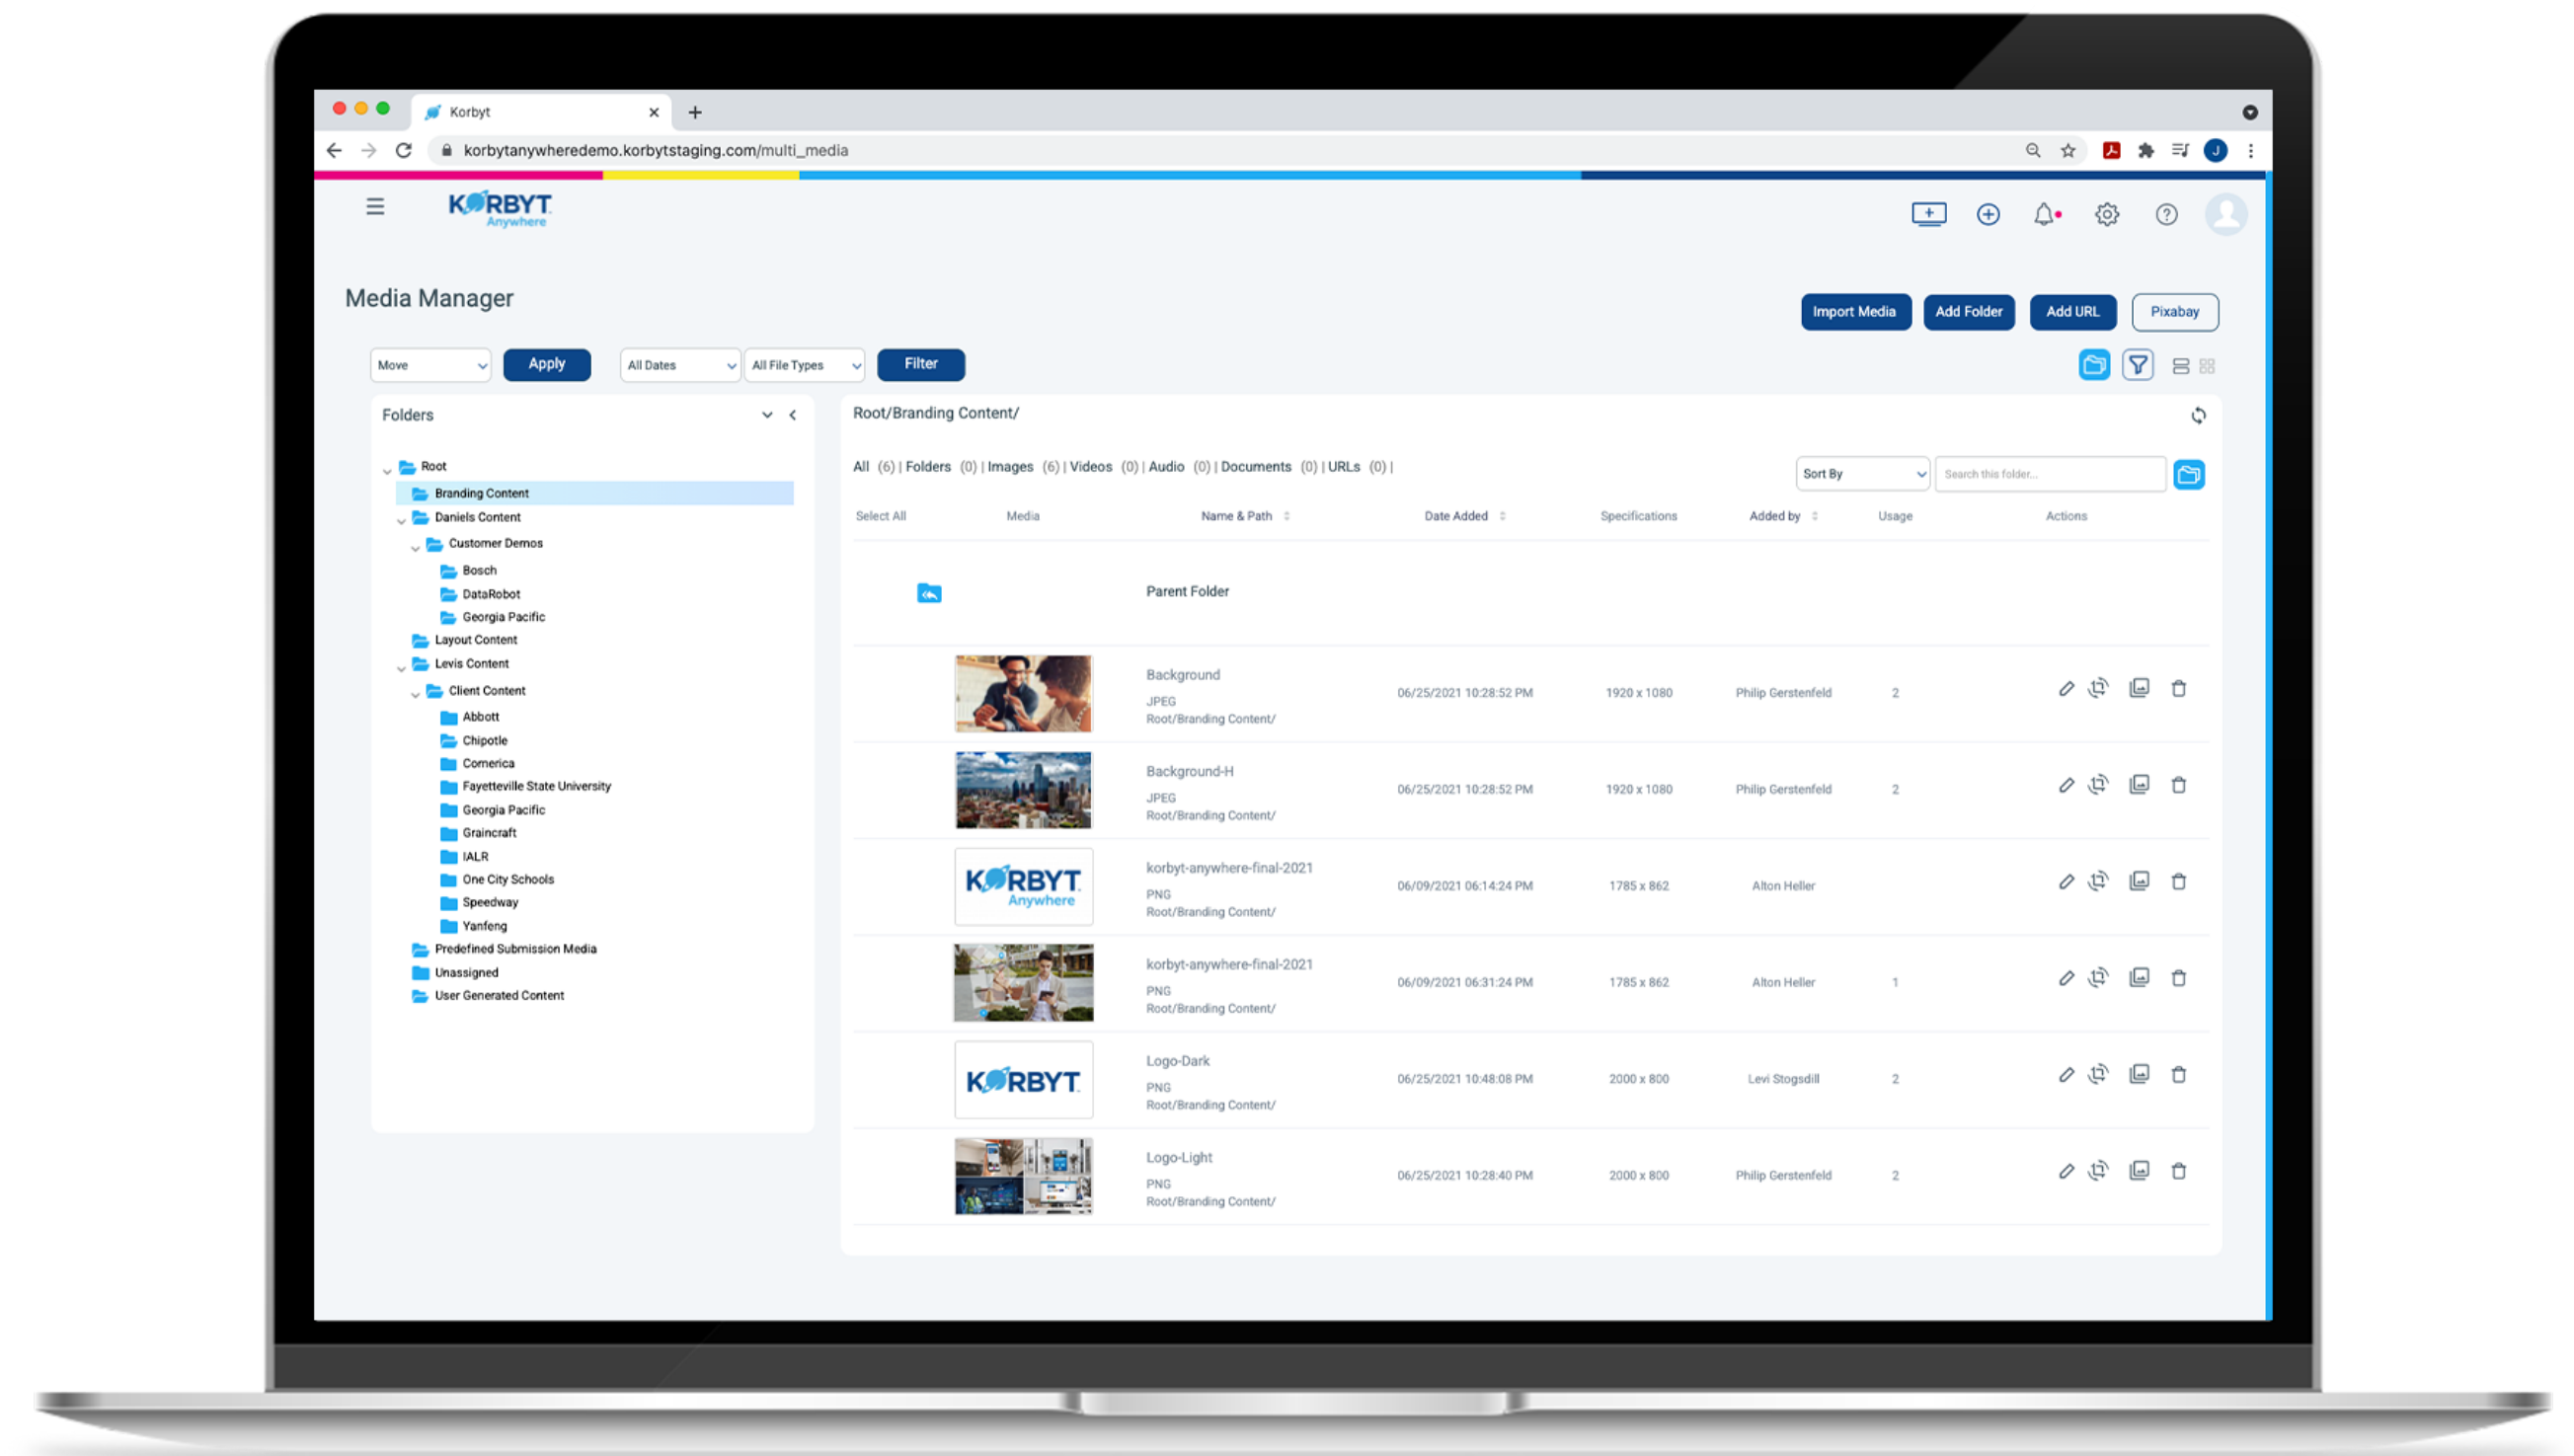 Korbyt
korbytanywheredemo.korbytstaging.com/multi_media
J
KORBYT
Anywhere
Media Manager
Import Media Add Folder Add URL Pixabay
Move Apply All Dates All File Types Filter
Folders
Root
Branding Content
Daniels Content
Customer Demos
Bosch
DataRobot
Georgia Pacific
Layout Content
Levis Content
Client Content
Abbott
Chipotle
Comerica
Fayetteville State University
Georgia Pacific
Graincraft
IALR
One City Schools
Speedway
Yanfeng
Predefined Submission Media
Unassigned
User Generated Content
Root/Branding Content/
All (6) | Folders (0) | Images (6) | Videos (0) | Audio (0) | Documents (0) | URLs (0) |
Sort By Search this folder...
Select All Media Name & Path Date Added Specifications Added by Usage Actions
Parent Folder
Background
JPEG
Root/Branding Content/
06/25/2021 10:28:52 PM 1920 x 1080 Philip Gerstenfeld 2
Background-H
JPEG
Root/Branding Content/
06/25/2021 10:28:52 PM 1920 x 1080 Philip Gerstenfeld 2
KORBYT
Anywhere
korbyt-anywhere-final-2021
PNG
Root/Branding Content/
06/09/2021 06:14:24 PM 1785 x 862 Alton Heller
korbyt-anywhere-final-2021
PNG
Root/Branding Content/
06/09/2021 06:31:24 PM 1785 x 862 Alton Heller 1
KORBYT
Logo-Dark
PNG
Root/Branding Content/
06/25/2021 10:48:08 PM 2000 x 800 Levi Stogsdill 2
Logo-Light
PNG
Root/Branding Content/
06/25/2021 10:28:40 PM 2000 x 800 Philip Gerstenfeld 2